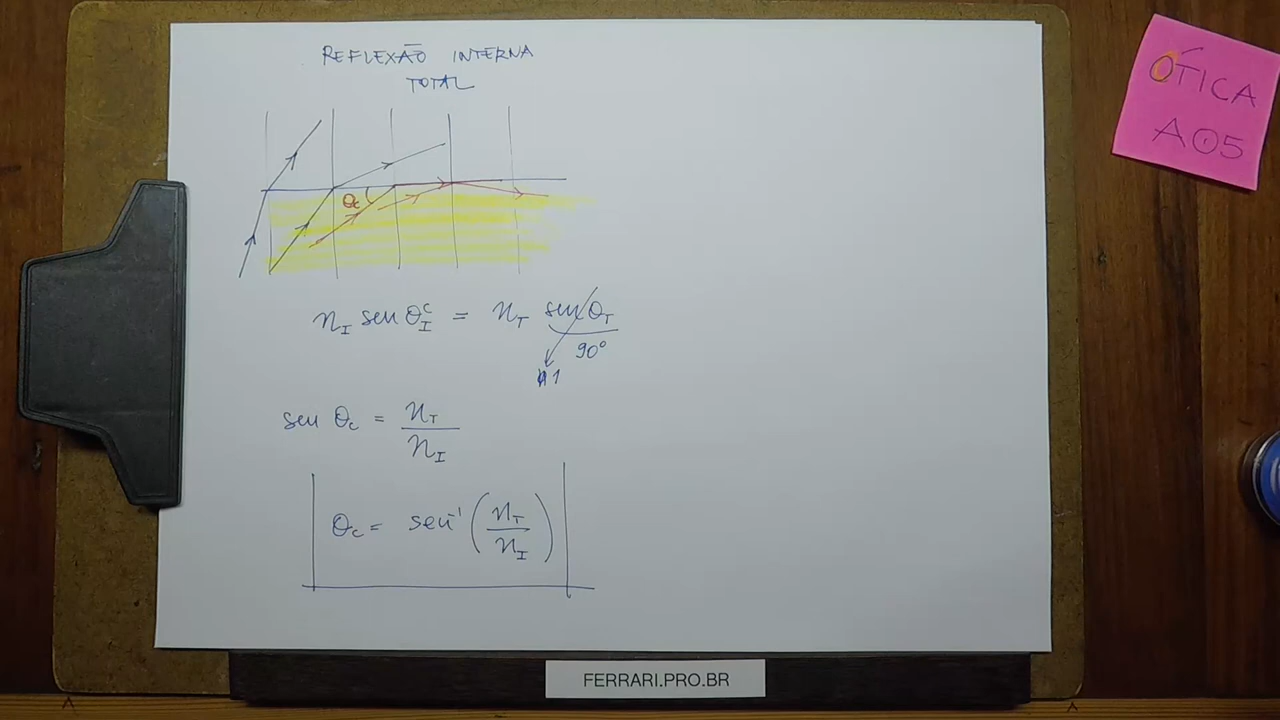 REFLEXÃO INTERNA
TOTAL
θc
n_I sen θ_I^c = n_T sen θ_T
90°
1
sen θc = n_T / n_I
θc = sen⁻¹ (n_T / n_I)
ÓTICA
A05
FERRARI.PRO.BR